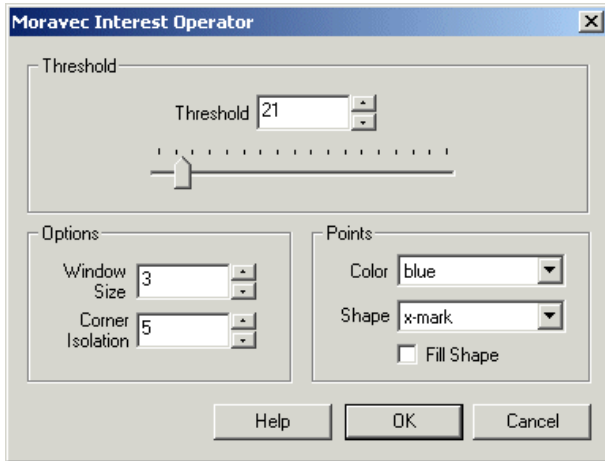 Moravec Interest Operator
Threshold
Threshold 21
Options
Window Size 3
Corner Isolation 5
Points
Color blue
Shape x-mark
Fill Shape
Help OK Cancel